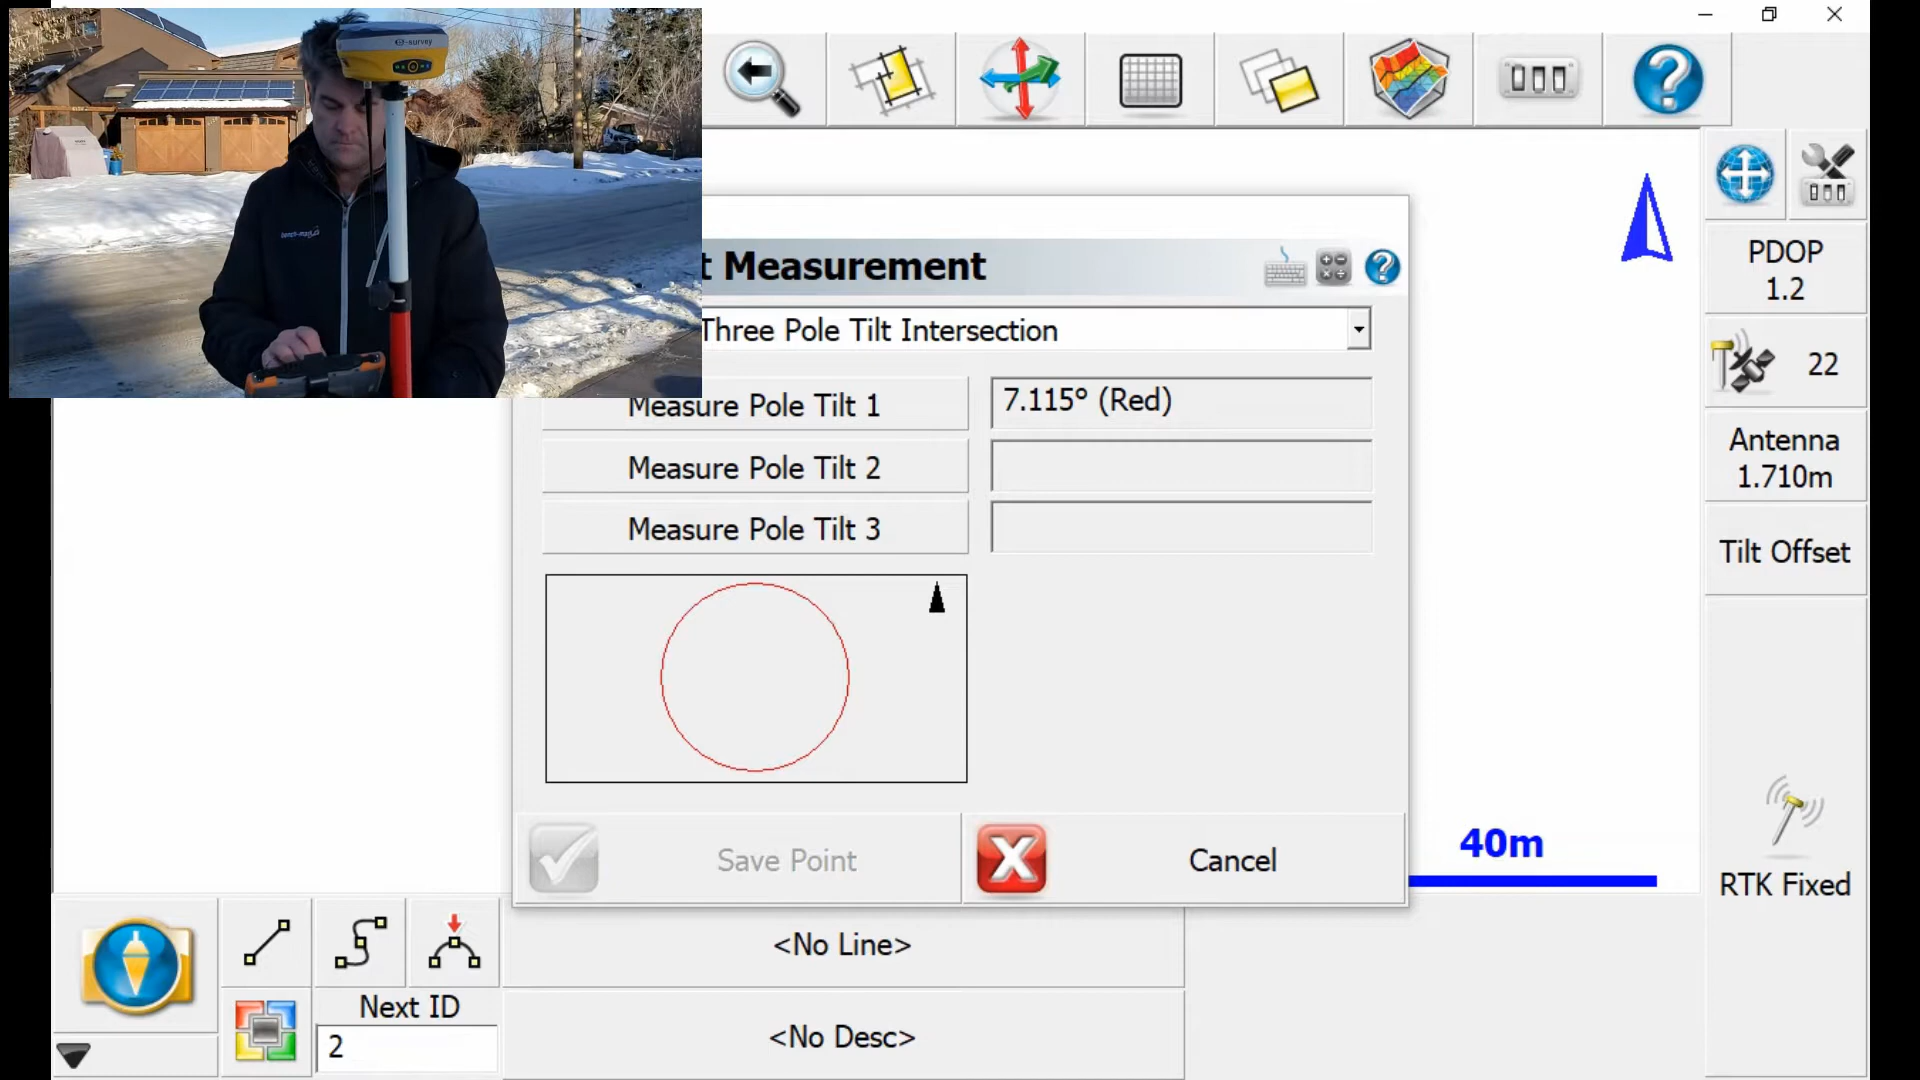 e-survey
PDOP
1.2
t Measurement
Three Pole Tilt Intersection
22
Measure Pole Tilt 1
7.115° (Red)
Antenna
1.710m
Measure Pole Tilt 2
Measure Pole Tilt 3
Tilt Offset
40m
Save Point
Cancel
RTK Fixed
<No Line>
Next ID
2
<No Desc>